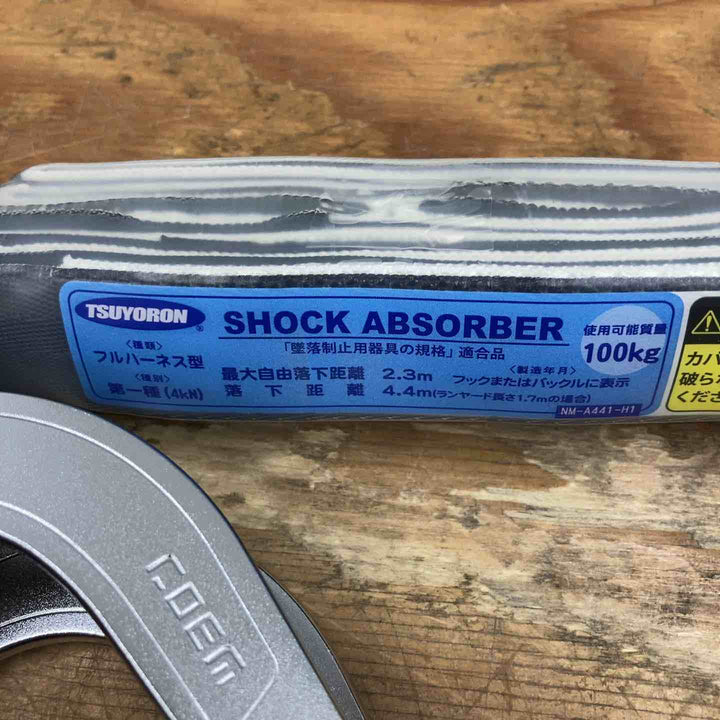 TSUYORON®
SHOCK ABSORBER
「墜落制止用器具の規格」適合品
使用可能質量
100kg
〈種類〉
フルハーネス型
〈種別〉
第一種(4kN)
最大自由落下距離 2.3m
落下距離 4.4m(ランヤード長さ1.7mの場合)
〈製造年月〉
フックまたはバックルに表示
NM-A441-H1
カバ
破らな
くださ